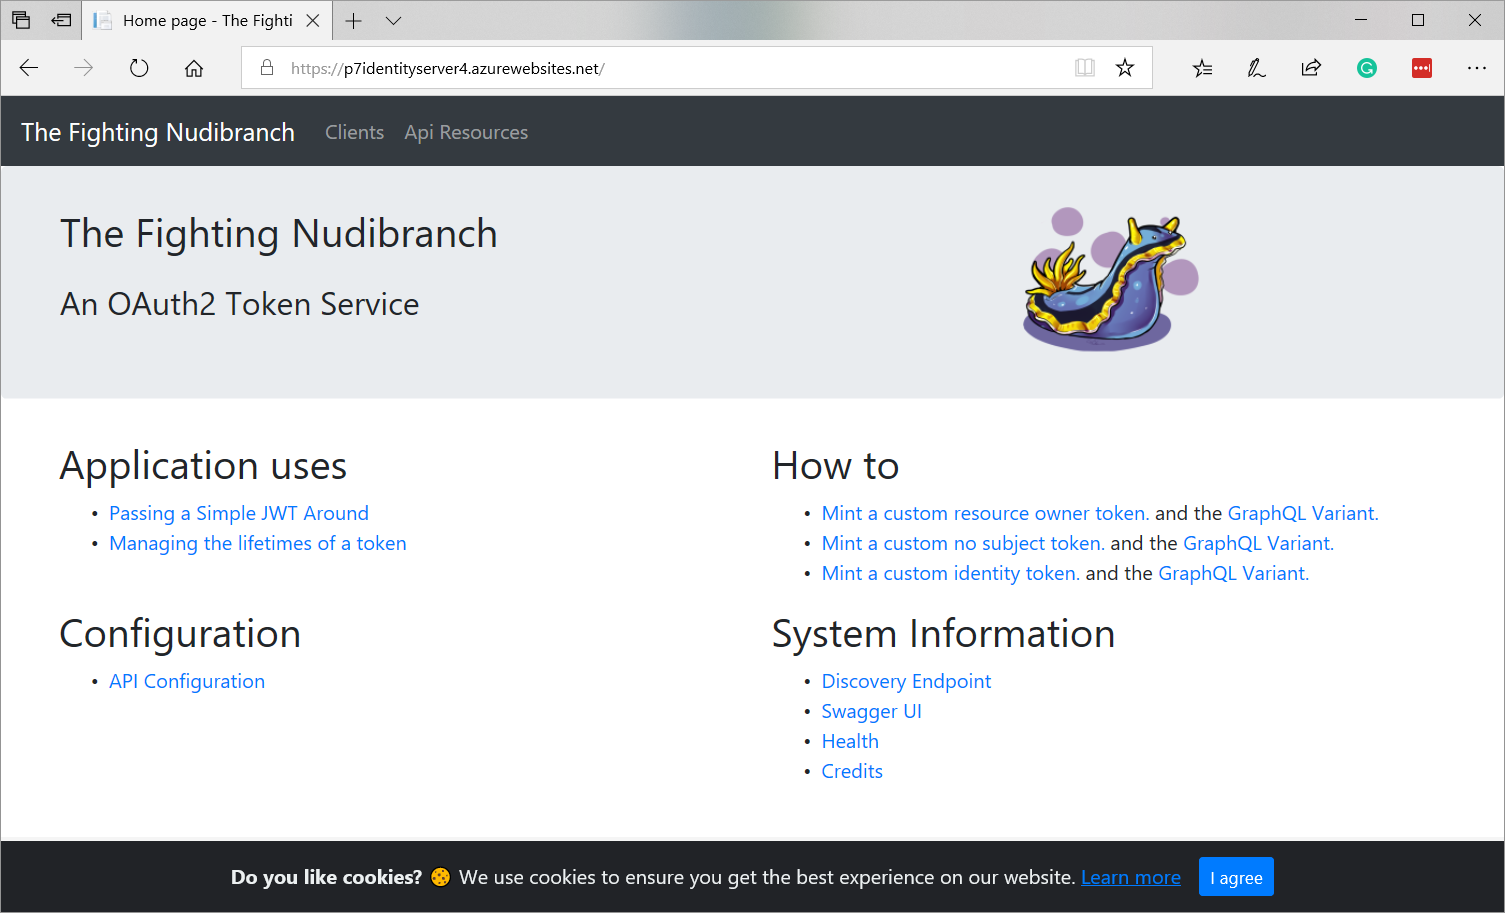 Home page - The Fighti
https://p7identityserver4.azurewebsites.net/
The Fighting Nudibranch Clients Api Resources
The Fighting Nudibranch
An OAuth2 Token Service
Application uses
• Passing a Simple JWT Around
• Managing the lifetimes of a token
How to
• Mint a custom resource owner token. and the GraphQL Variant.
• Mint a custom no subject token. and the GraphQL Variant.
• Mint a custom identity token. and the GraphQL Variant.
Configuration
• API Configuration
System Information
• Discovery Endpoint
• Swagger UI
• Health
• Credits
Do you like cookies? 🍪 We use cookies to ensure you get the best experience on our website. Learn more I agree